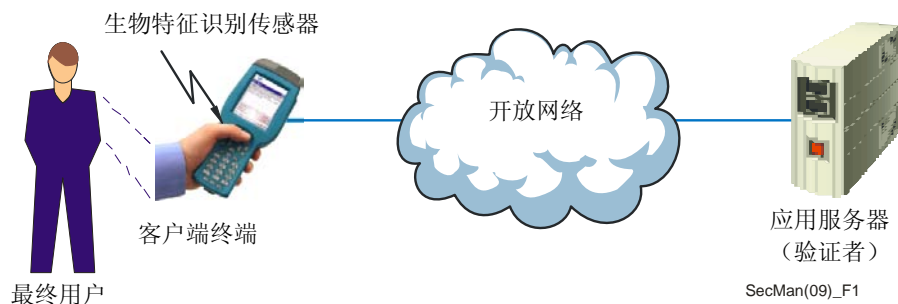 生物特征识别传感器
开放网络
客户端终端
应用服务器
（验证者）
最终用户
SecMan(09)_F1